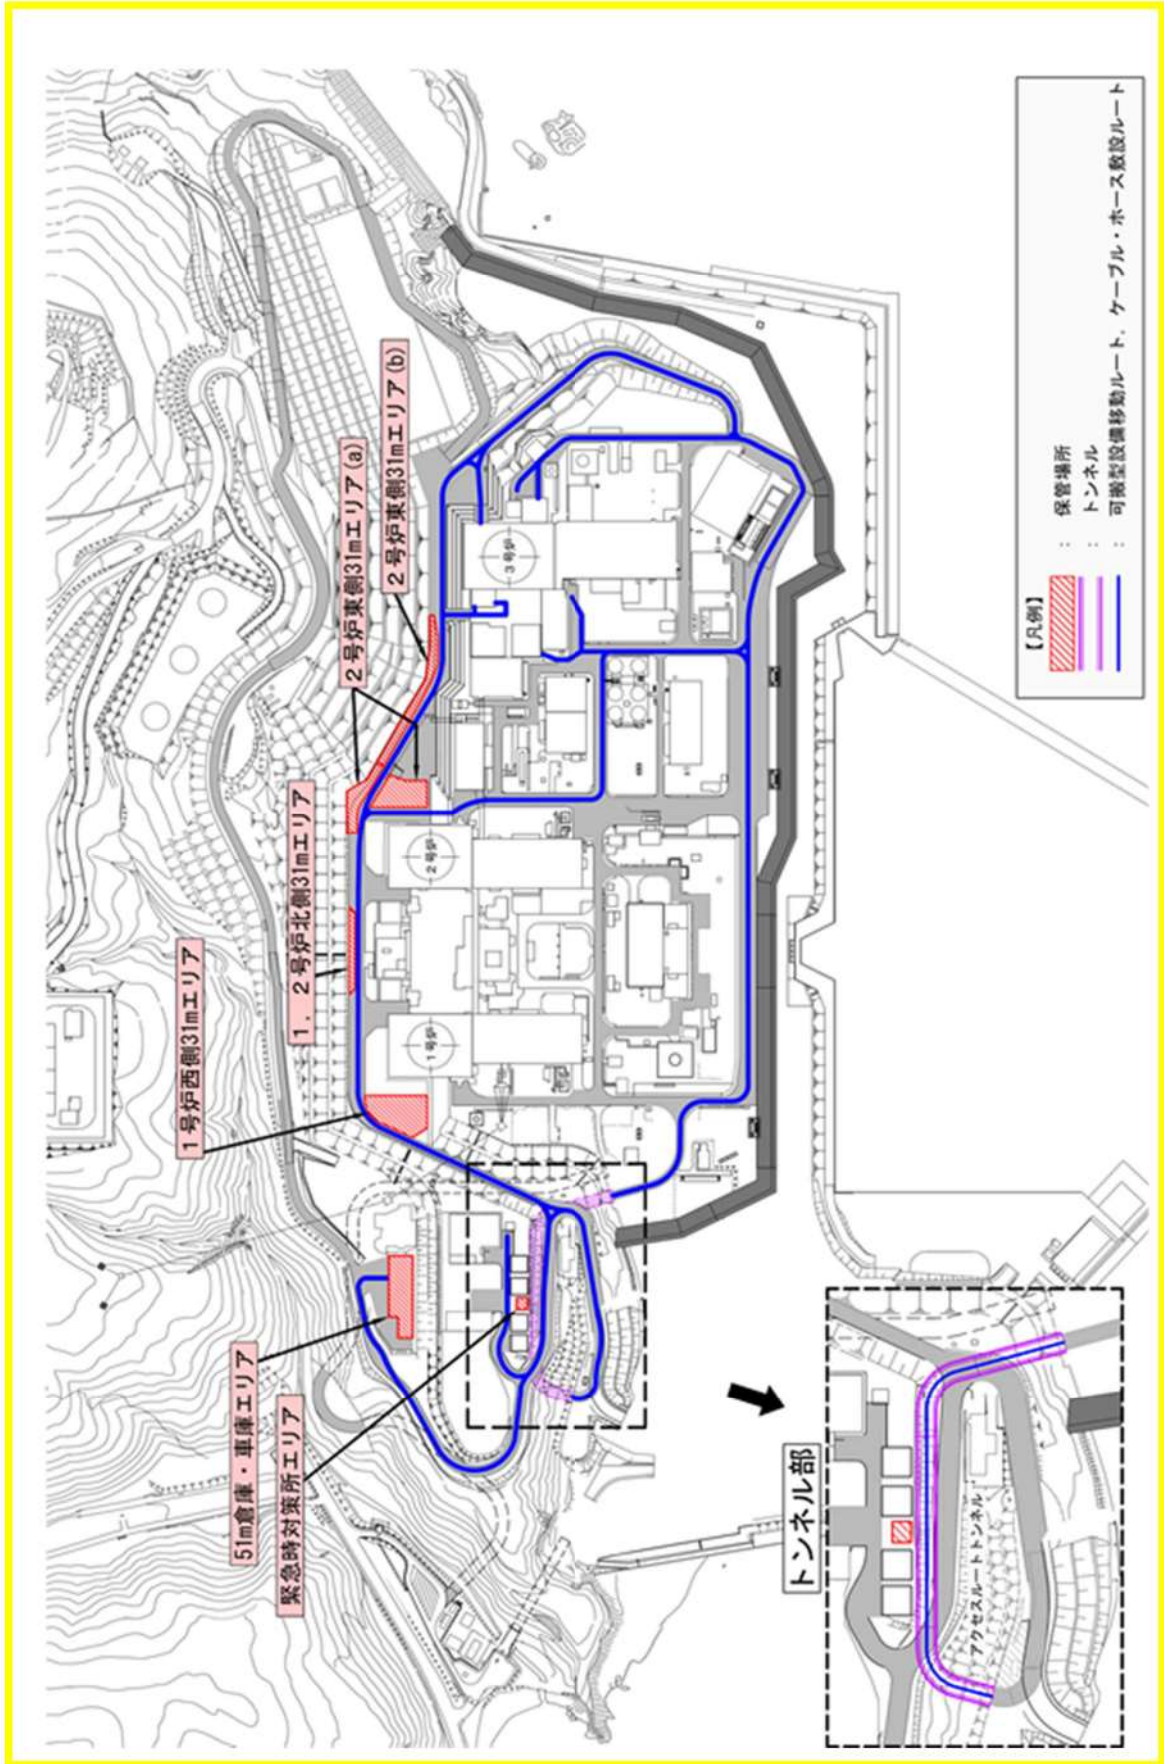 51m倉庫・車庫エリア
緊急時対策所エリア
1号炉西側31mエリア
1．2号炉北側31mエリア
2号炉東側31mエリア(a)
2号炉東側31mエリア(b)
1号炉
2号炉
3号炉
トンネル部
アクセスルートトンネル
【凡例】
： 保管場所
： トンネル
： 可搬型設備移動ルート，ケーブル・ホース敷設ルート